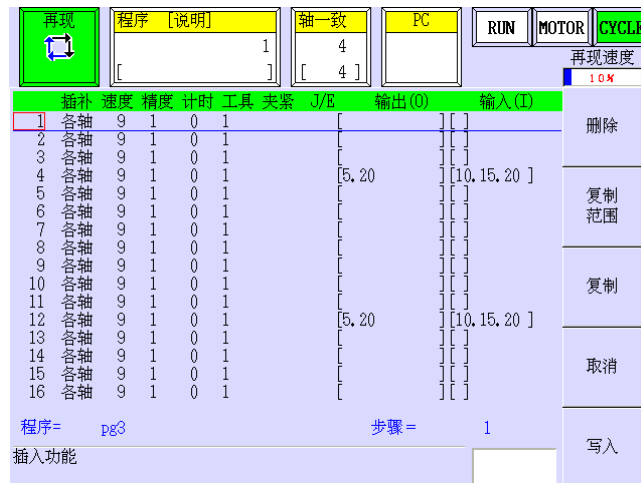 再现 程序 [说明] 轴一致 PC RUN MOTOR CYCLE
1 4
[ ] [ 4 ]
再现速度
10%
插补 速度 精度 计时 工具 夹紧 J/E 输出(O) 输入(I)
1 各轴 9 1 0 1 [ ][ ]
2 各轴 9 1 0 1 [ ][ ]
3 各轴 9 1 0 1 [ ][ ]
4 各轴 9 1 0 1 [5.20 ][10.15.20 ]
5 各轴 9 1 0 1 [ ][ ]
6 各轴 9 1 0 1 [ ][ ]
7 各轴 9 1 0 1 [ ][ ]
8 各轴 9 1 0 1 [ ][ ]
9 各轴 9 1 0 1 [ ][ ]
10 各轴 9 1 0 1 [ ][ ]
11 各轴 9 1 0 1 [ ][ ]
12 各轴 9 1 0 1 [5.20 ][10.15.20 ]
13 各轴 9 1 0 1 [ ][ ]
14 各轴 9 1 0 1 [ ][ ]
15 各轴 9 1 0 1 [ ][ ]
16 各轴 9 1 0 1 [ ][ ]
程序= pg3 步骤= 1
插入功能
删除
复制
范围
复制
取消
写入